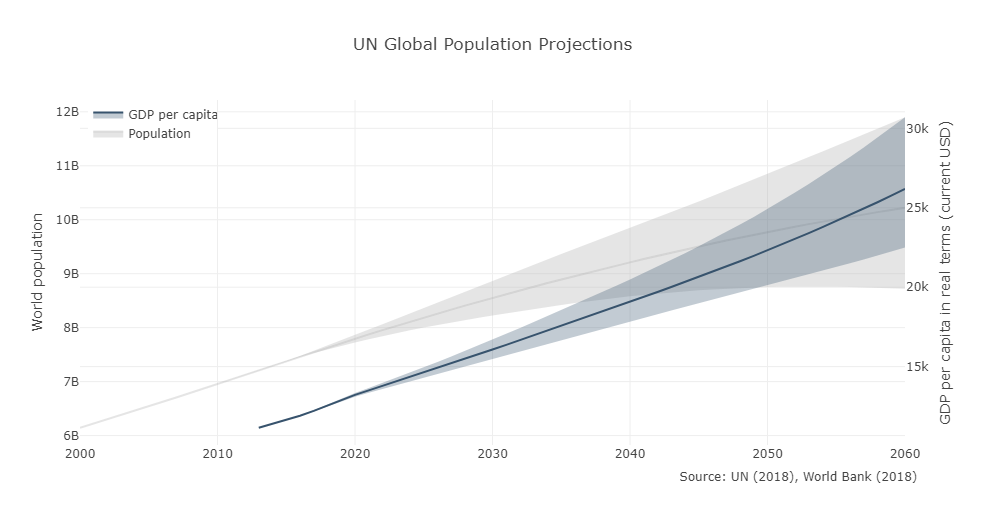 UN Global Population Projections
GDP per capita
Population
World population
12B
11B
10B
9B
8B
7B
6B
30k
25k
20k
15k
GDP per capita in real terms (current USD)
2000
2010
2020
2030
2040
2050
2060
Source: UN (2018), World Bank (2018)